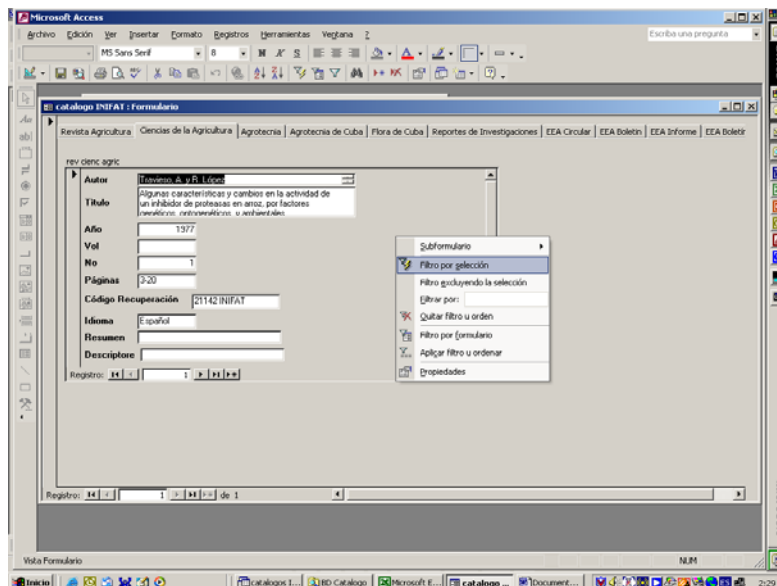 Microsoft Access
Archivo Edición Ver Insertar Formato Registros Herramientas Ventana ? Escriba una pregunta
MS Sans Serif 8 N K S
catalogo INIFAT : Formulario
Revista Agricultura Ciencias de la Agricultura Agrotecnia Agrotecnia de Cuba Flora de Cuba Reportes de Investigaciones EEA Circular EEA Boletin EEA Informe EEA Boletir
rev cienc agric
Autor Travieso, A. y R. López
Titulo Algunas características y cambios en la actividad de
un inhibidor de proteasas en arroz, por factores
genéticos, ontogenéticos, y ambientales
Año 1977
Vol
No 1
Páginas 3-20
Código Recuperación 21142 INIFAT
Idioma Español
Resumen
Descriptore
Registro: 1
Subformulario
Filtro por selección
Filtro excluyendo la selección
Filtrar por:
Quitar filtro u orden
Filtro por formulario
Aplicar filtro u ordenar
Propiedades
Registro: 1 de 1
Vista Formulario NUM
Inicio catalogos 1... BD Catalogo Microsoft E... catalogo ... Document... 2:29